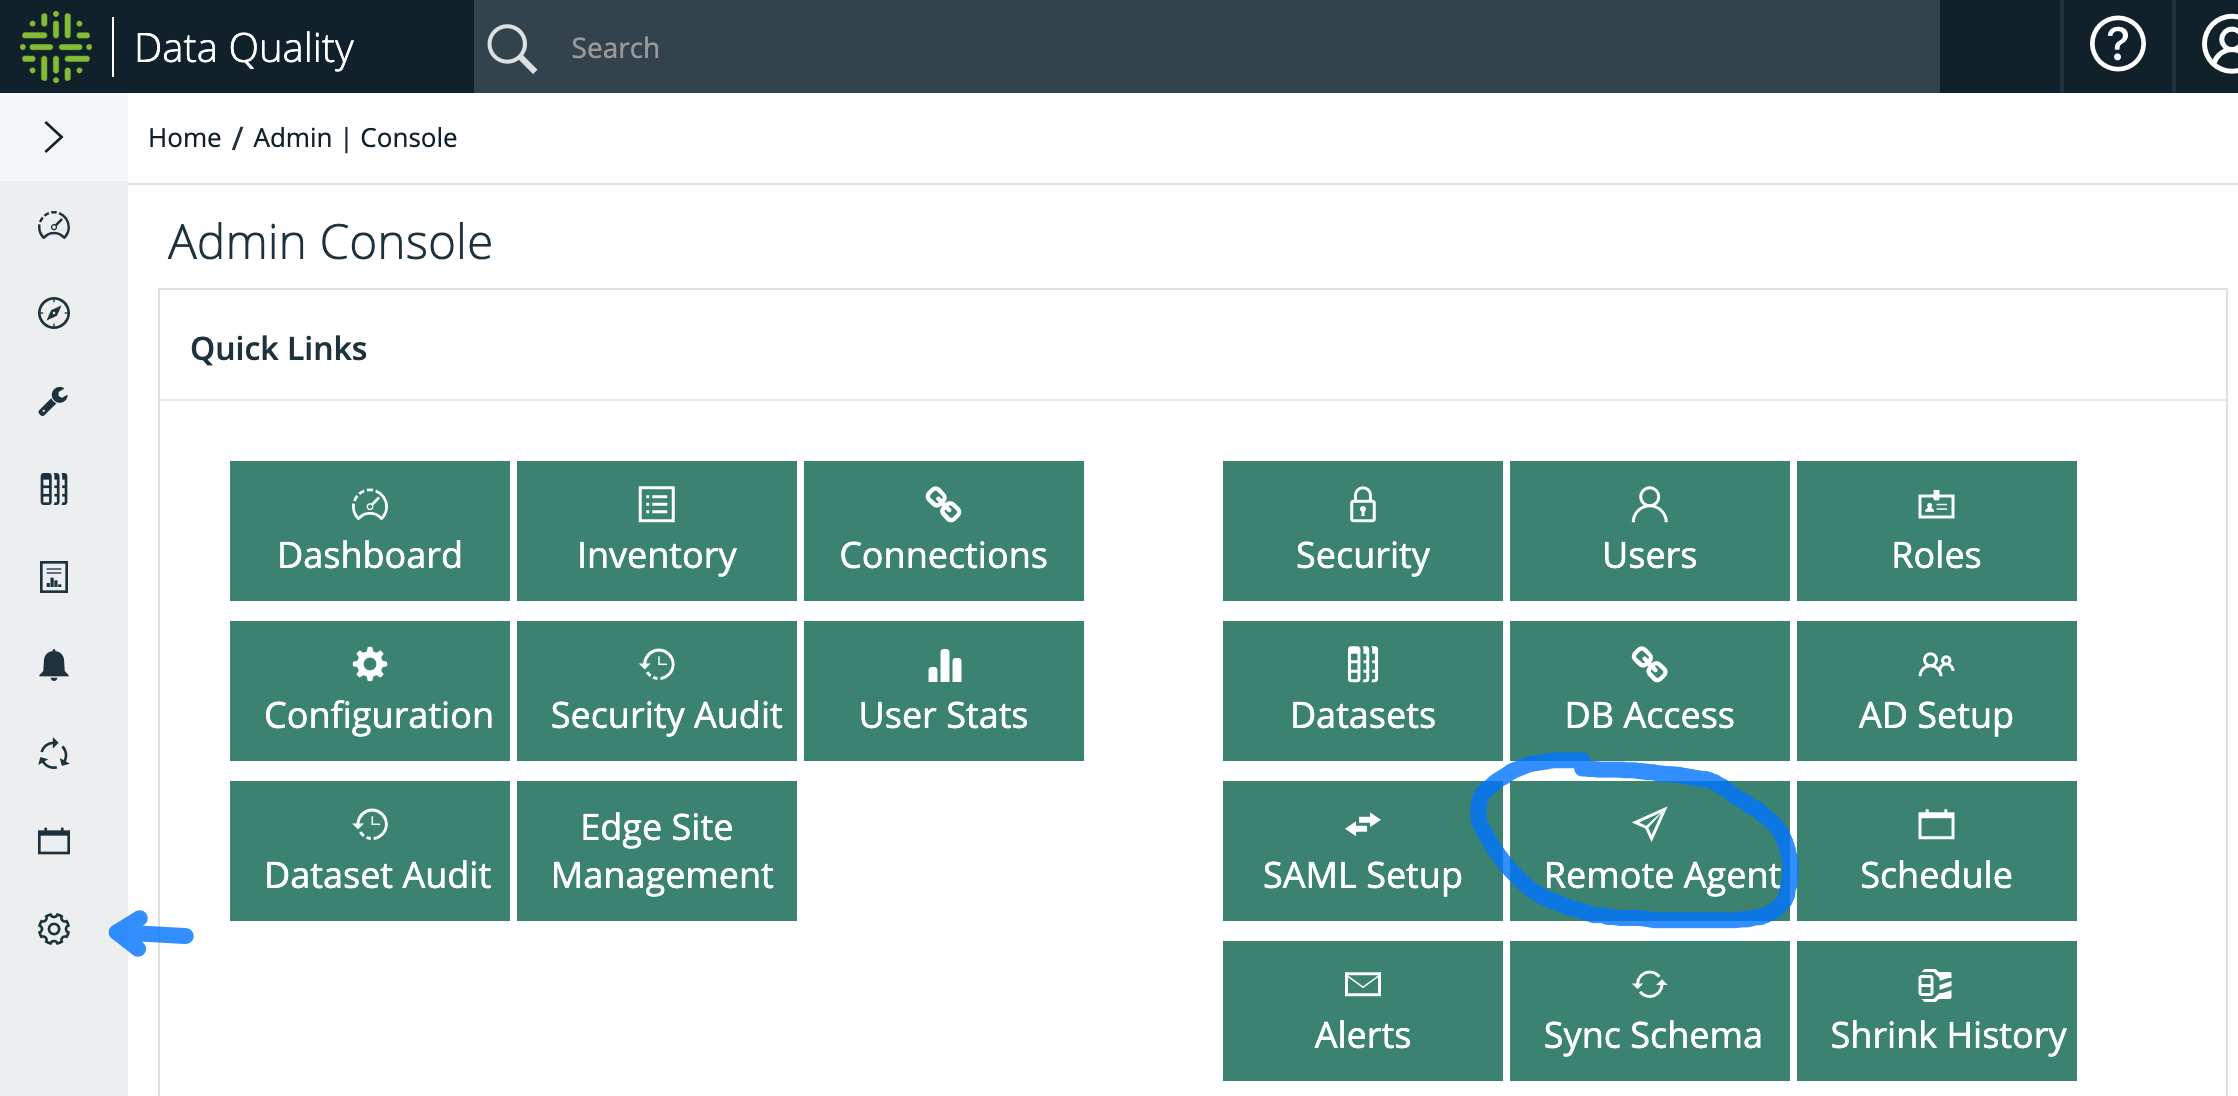 Data Quality
Search
Home / Admin | Console
Admin Console
Quick Links
Dashboard
Inventory
Connections
Security
Users
Roles
Configuration
Security Audit
User Stats
Datasets
DB Access
AD Setup
Dataset Audit
Edge Site
Management
SAML Setup
Remote Agent
Schedule
Alerts
Sync Schema
Shrink History